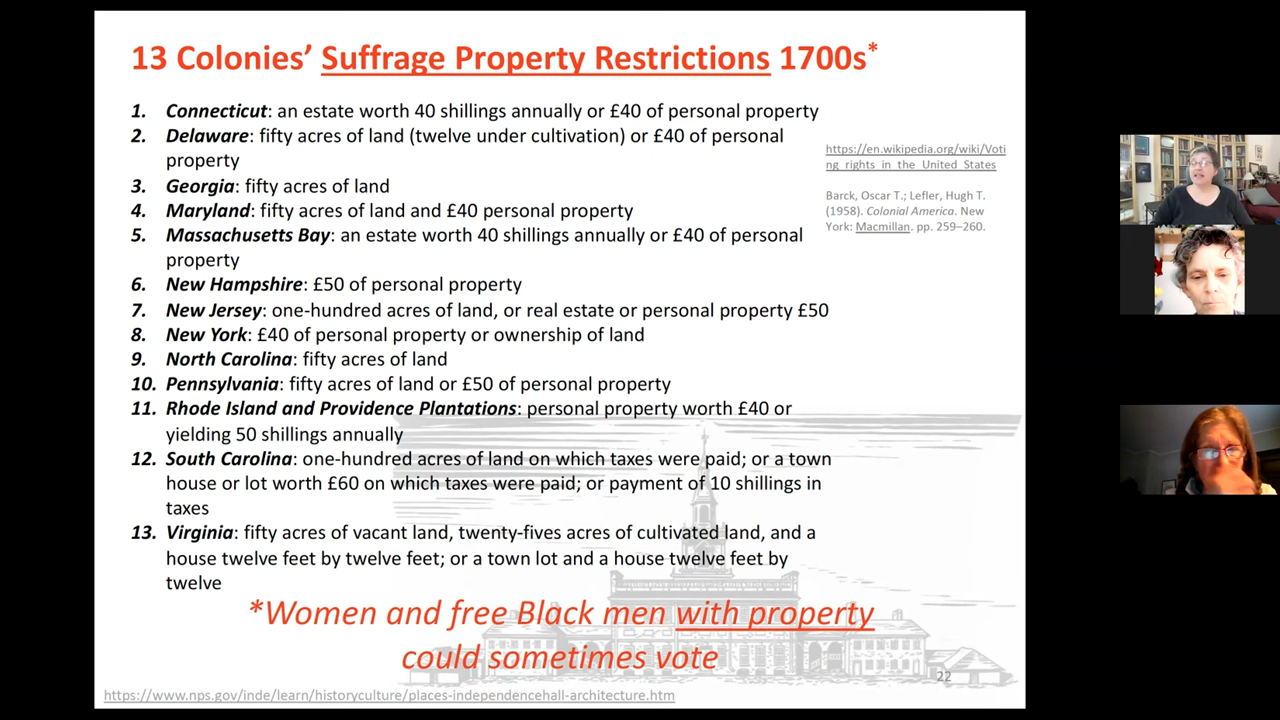 13 Colonies’ Suffrage Property Restrictions 1700s*
1. Connecticut: an estate worth 40 shillings annually or £40 of personal property
2. Delaware: fifty acres of land (twelve under cultivation) or £40 of personal
property
3. Georgia: fifty acres of land
4. Maryland: fifty acres of land and £40 personal property
5. Massachusetts Bay: an estate worth 40 shillings annually or £40 of personal
property
6. New Hampshire: £50 of personal property
7. New Jersey: one-hundred acres of land, or real estate or personal property £50
8. New York: £40 of personal property or ownership of land
9. North Carolina: fifty acres of land
10. Pennsylvania: fifty acres of land or £50 of personal property
11. Rhode Island and Providence Plantations: personal property worth £40 or
yielding 50 shillings annually
12. South Carolina: one-hundred acres of land on which taxes were paid; or a town
house or lot worth £60 on which taxes were paid; or payment of 10 shillings in
taxes
13. Virginia: fifty acres of vacant land, twenty-fives acres of cultivated land, and a
house twelve feet by twelve feet; or a town lot and a house twelve feet by
twelve
https://en.wikipedia.org/wiki/Voti
ng_rights_in_the_United_States
Barck, Oscar T.; Lefler, Hugh T.
(1958). Colonial America. New
York: Macmillan. pp. 259–260.
*Women and free Black men with property
could sometimes vote
22
https://www.nps.gov/inde/learn/historyculture/places-independencehall-architecture.htm